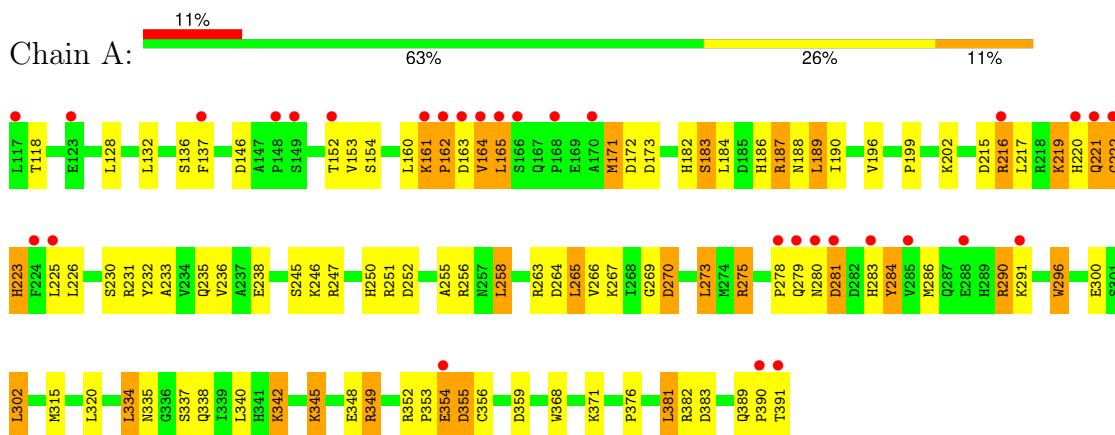 11%
Chain A:
63% 26% 11%
L117 T118 E123 L128 L132 S136 F137 D146 A147 P148 S149 T152 V153 S154 L160 K161 P162 D163 V164 L165 S166 Q167 P168 E169 A170 M171 D172 D173 H182 S183 L184 D185 H186 R187 N188 L189 I190 V196 P199 K202 D215 R216 L217 R218 K219 H220 Q221
H223 F224 L225 L226 S230 R231 Y232 A233 V234 Q235 V236 A237 E238 S245 K246 R247 H250 R251 D252 A255 R256 N257 L258 R263 D264 L265 V266 K267 I268 G269 D270 L273 M274 R275 P278 Q279 N280 D281 D282 H283 Y284 V285 M286 Q287 E288 H289 R290 K291 W296 E300 S301
L302 M315 L320 L334 N335 G336 S337 Q338 I339 L340 H341 K342 K345 E348 R349 R352 P353 E354 D355 C356 D359 W368 K371 P376 L381 R382 D383 Q389 P390 T391